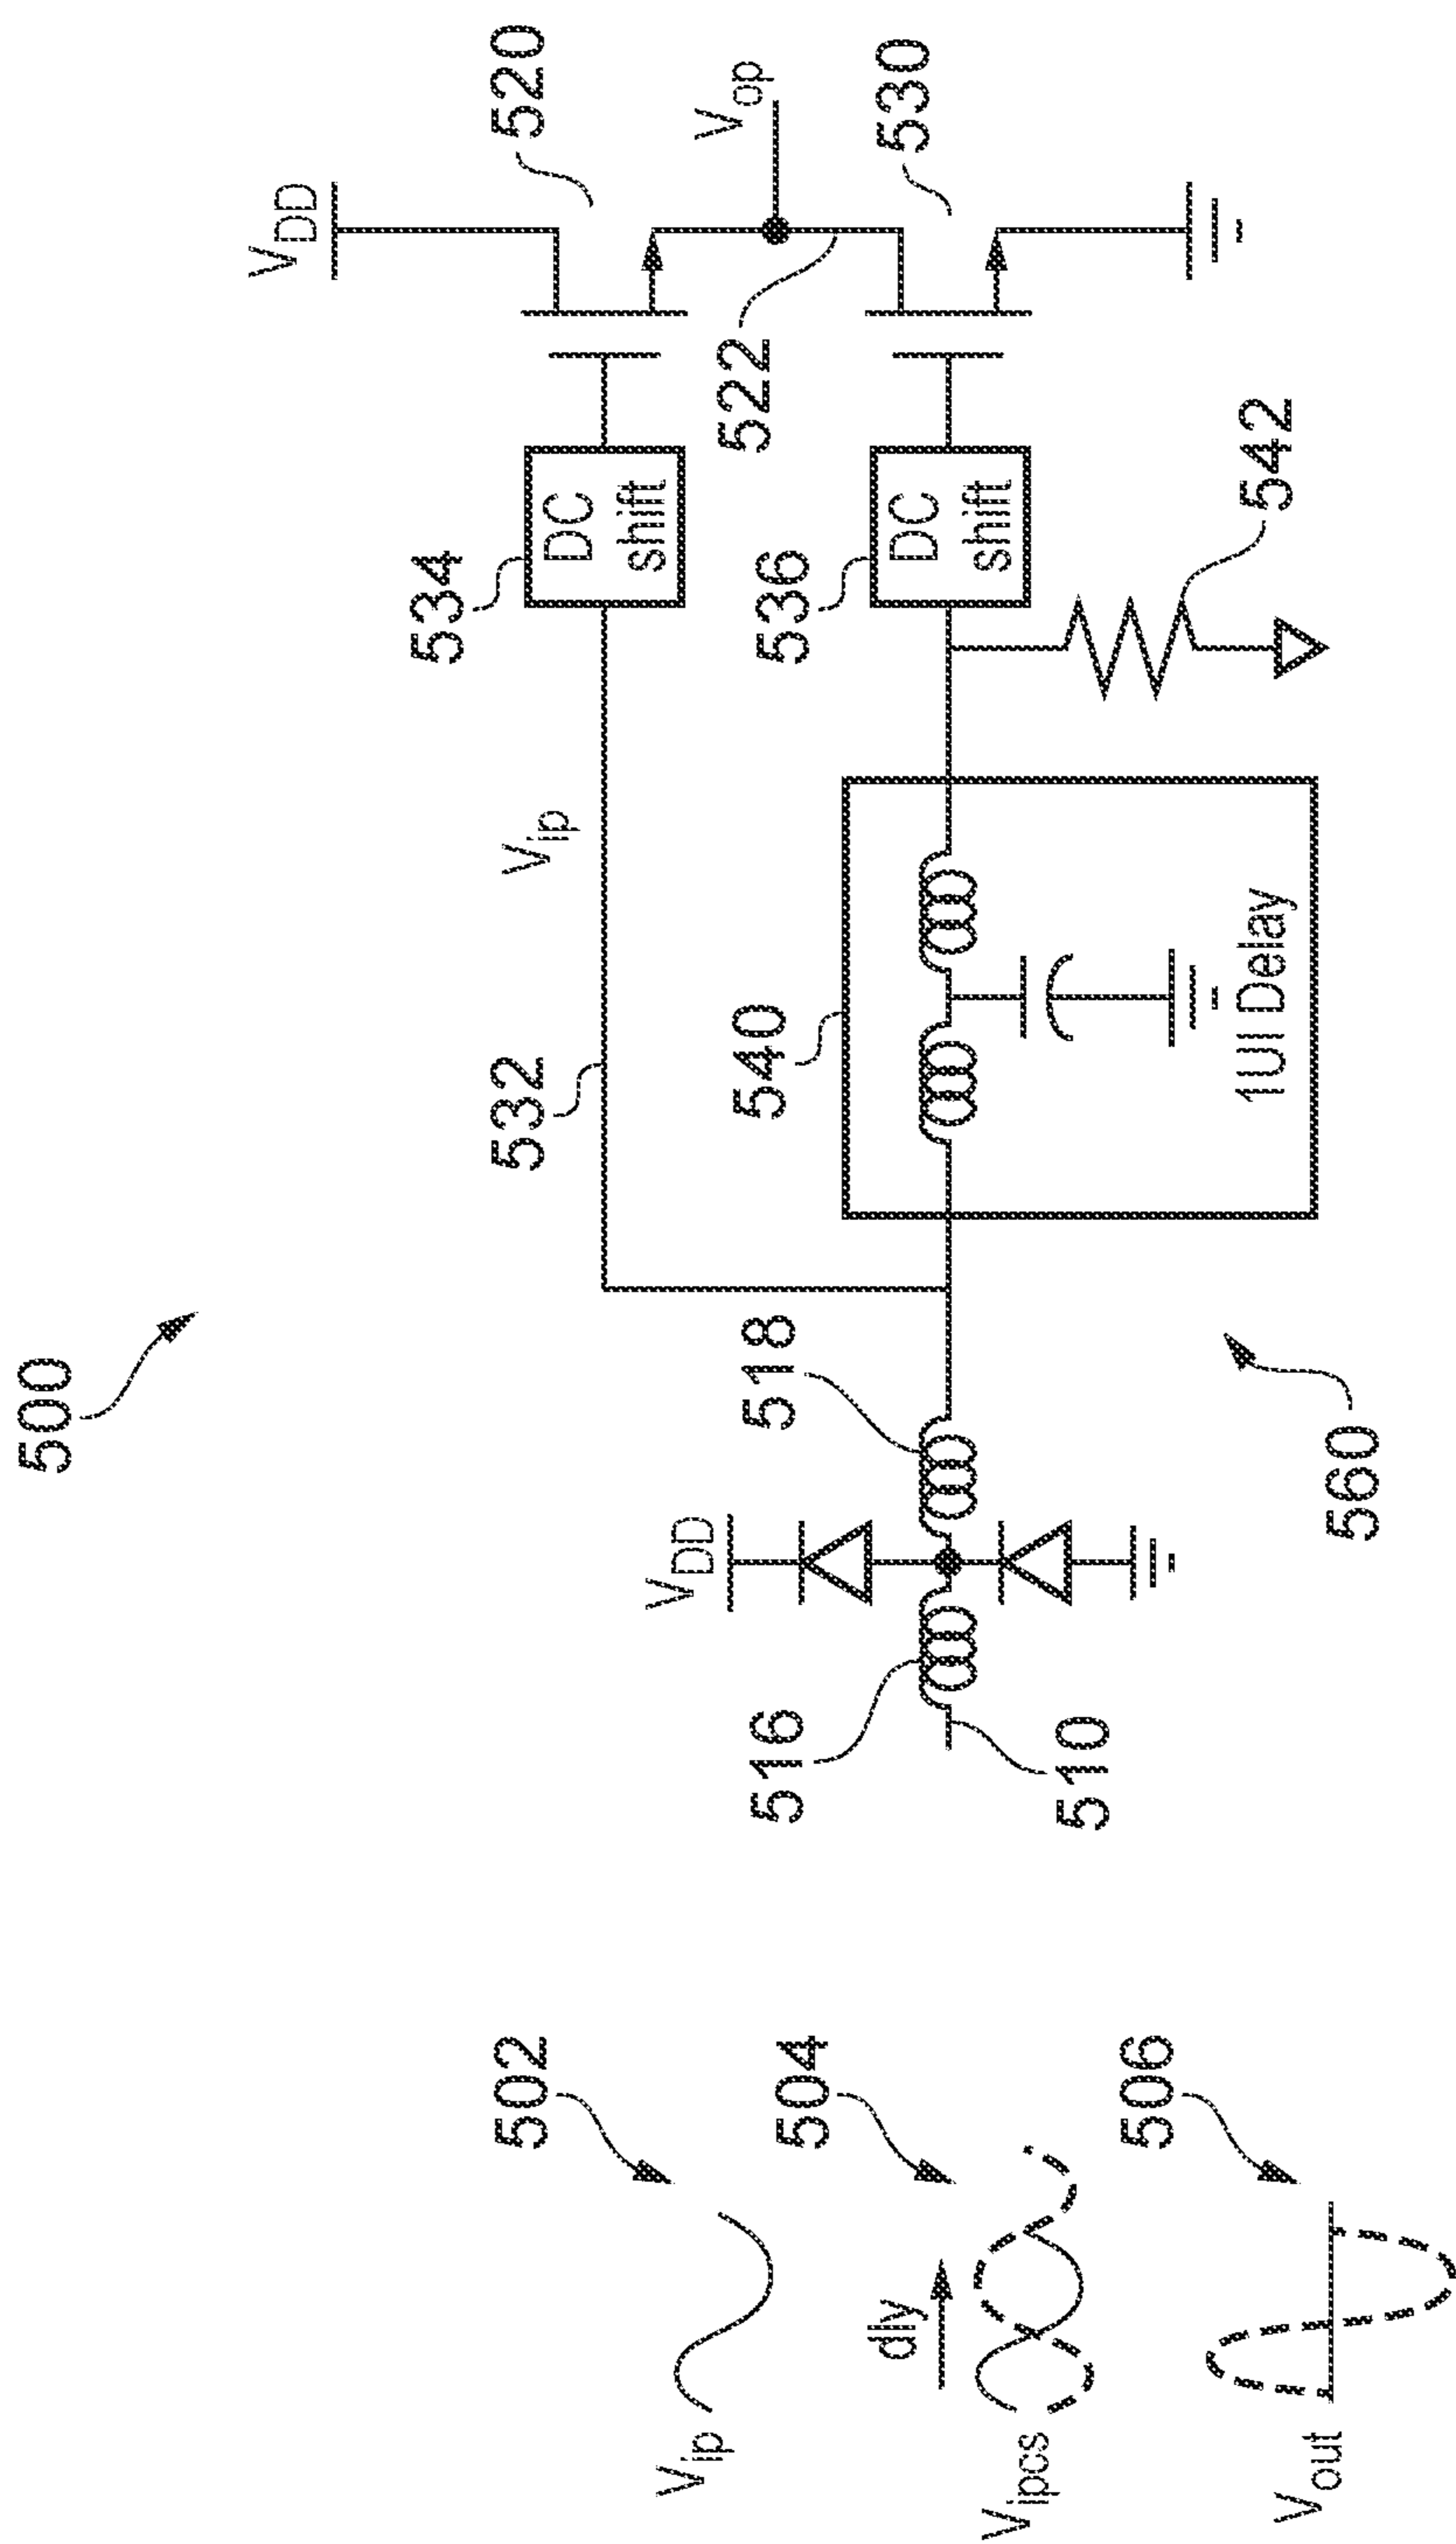 500
502
V_ip
504
dly
V_ipcs
506
V_out
516
510
V_DD
518
560
532
V_ip
540
1UI Delay
534
DC
shift
536
DC
shift
542
V_DD
520
522
V_op
530